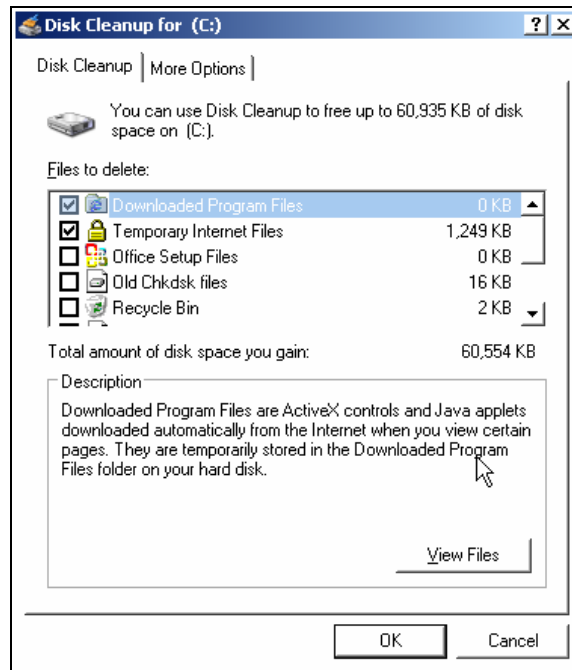 Disk Cleanup for (C:)
Disk Cleanup More Options
You can use Disk Cleanup to free up to 60,935 KB of disk
space on (C:).
Files to delete:
Downloaded Program Files 0 KB
Temporary Internet Files 1,249 KB
Office Setup Files 0 KB
Old Chkdsk files 16 KB
Recycle Bin 2 KB
Total amount of disk space you gain: 60,554 KB
Description
Downloaded Program Files are ActiveX controls and Java applets
downloaded automatically from the Internet when you view certain
pages. They are temporarily stored in the Downloaded Program
Files folder on your hard disk.
View Files
OK Cancel